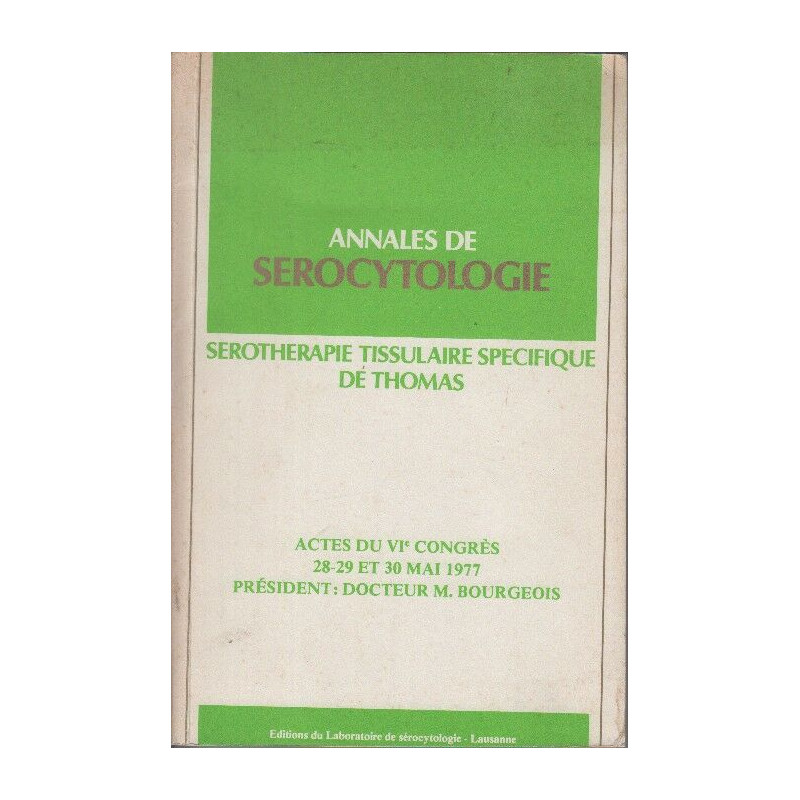 ANNALES DE
SEROCYTOLOGIE
SEROTHERAPIE TISSULAIRE SPECIFIQUE
DE THOMAS
ACTES DU VIe CONGRÈS
28-29 ET 30 MAI 1977
PRÉSIDENT: DOCTEUR M. BOURGEOIS
Editions du Laboratoire de sérocytologie - Lausanne